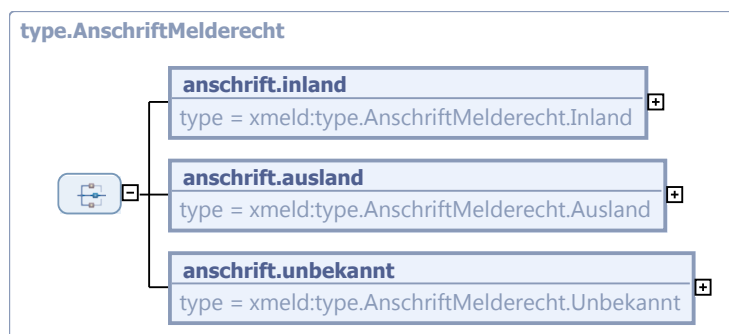 type.AnschriftMelderecht
anschrift.inland
type = xmeld:type.AnschriftMelderecht.Inland
anschrift.ausland
type = xmeld:type.AnschriftMelderecht.Ausland
anschrift.unbekannt
type = xmeld:type.AnschriftMelderecht.Unbekannt